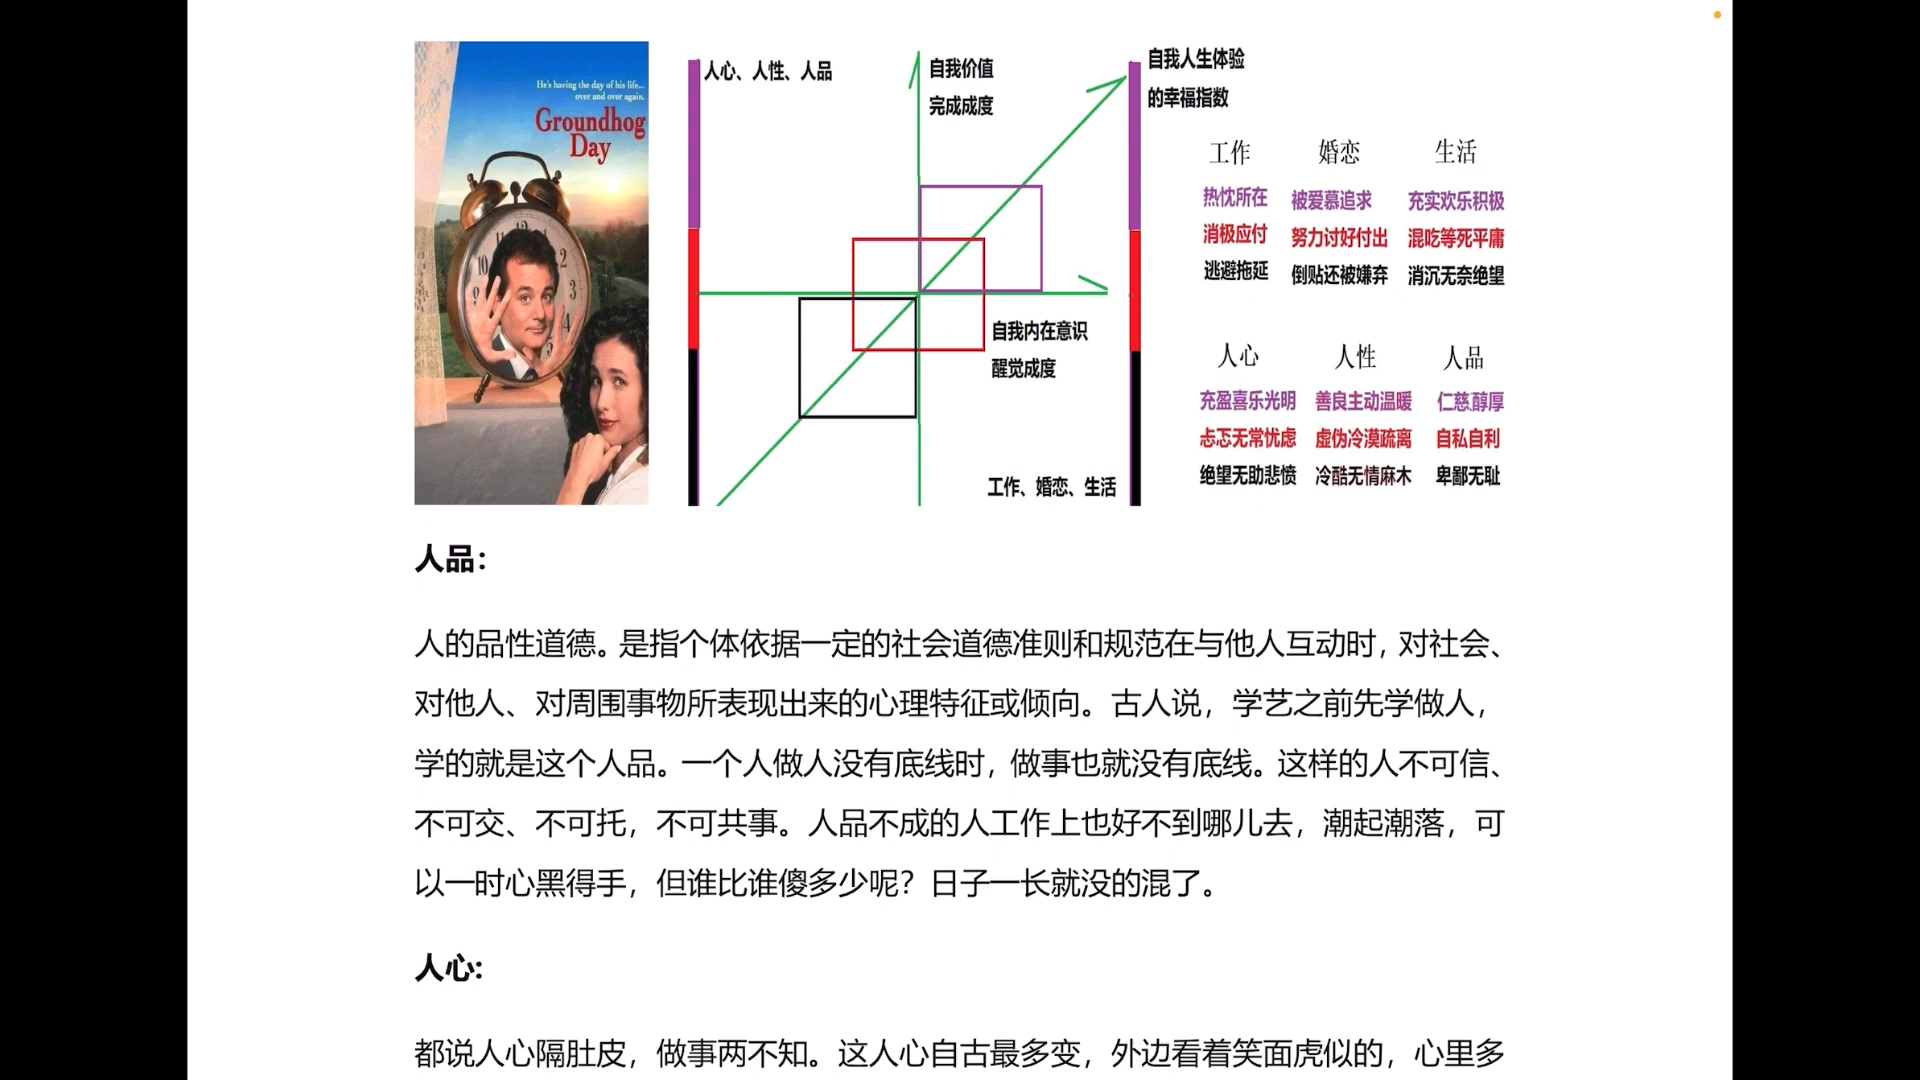 He's having the day of his life...
over and over again.
Groundhog
Day
人心、人性、人品
自我价值
完成成度
自我人生体验
的幸福指数
自我内在意识
醒觉成度
工作、婚恋、生活
工作 婚恋 生活
热忱所在 被爱慕追求 充实欢乐积极
消极应付 努力讨好付出 混吃等死平庸
逃避拖延 倒贴还被嫌弃 消沉无奈绝望
人心 人性 人品
充盈喜乐光明 善良主动温暖 仁慈醇厚
忐忑无常忧虑 虚伪冷漠疏离 自私自利
绝望无助悲愤 冷酷无情麻木 卑鄙无耻
人品：
人的品性道德。是指个体依据一定的社会道德准则和规范在与他人互动时，对社会、
对他人、对周围事物所表现出来的心理特征或倾向。古人说，学艺之前先学做人，
学的就是这个人品。一个人做人没有底线时，做事也就没有底线。这样的人不可信、
不可交、不可托，不可共事。人品不成的人工作上也好不到哪儿去，潮起潮落，可
以一时心黑得手，但谁比谁傻多少呢？日子一长就没的混了。
人心:
都说人心隔肚皮，做事两不知。这人心自古最多变，外边看着笑面虎似的，心里多